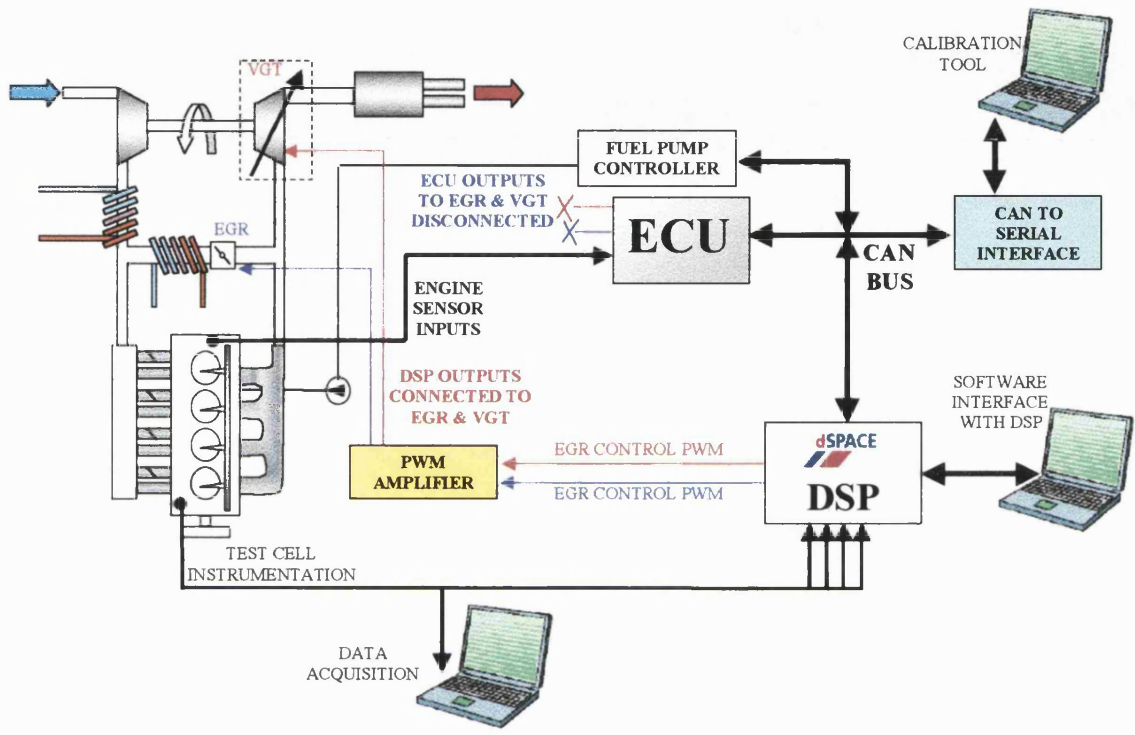 CALIBRATION
TOOL
VGT
FUEL PUMP
CONTROLLER
ECU OUTPUTS
TO EGR & VGT
DISCONNECTED
ECU
CAN TO
SERIAL
INTERFACE
CAN
BUS
EGR
ENGINE
SENSOR
INPUTS
DSP OUTPUTS
CONNECTED TO
EGR & VGT
SOFTWARE
INTERFACE
WITH DSP
dSPACE
DSP
PWM
AMPLIFIER
EGR CONTROL PWM
EGR CONTROL PWM
TEST CELL
INSTRUMENTATION
DATA
ACQUISITION